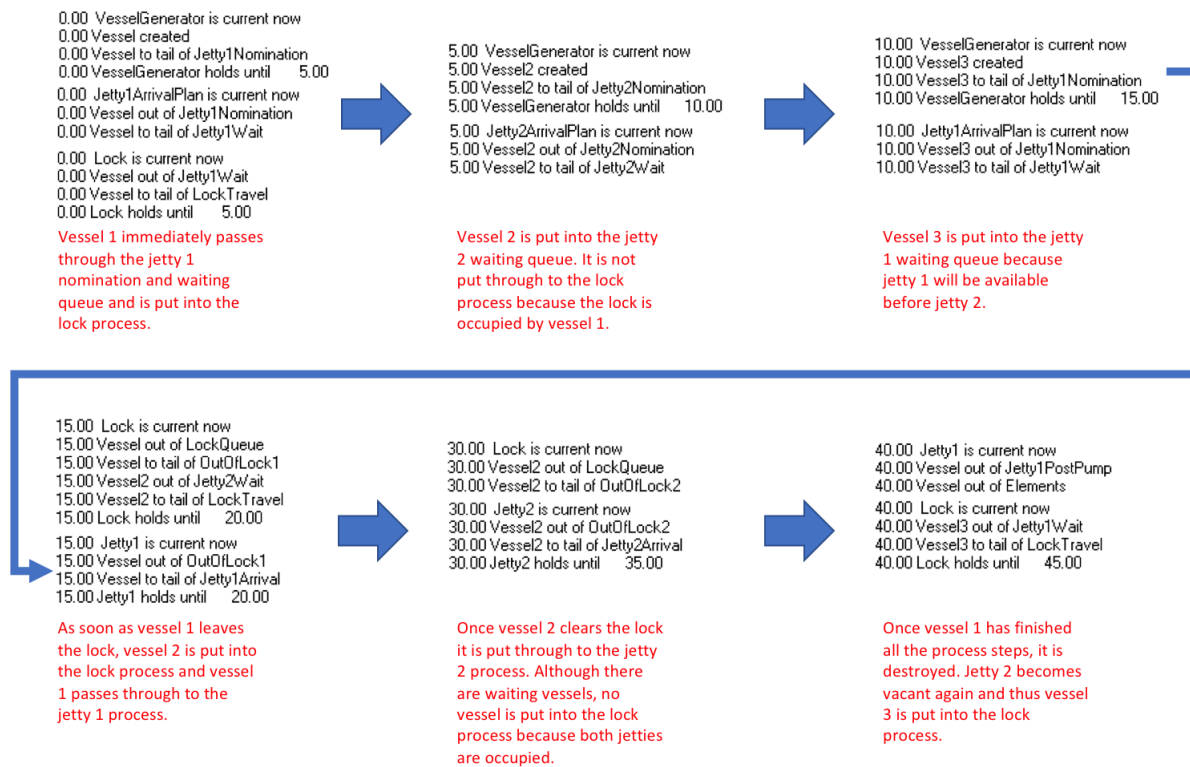 0.00 VesselGenerator is current now
0.00 Vessel created
0.00 Vessel to tail of Jetty1Nomination
0.00 VesselGenerator holds until 5.00
0.00 Jetty1ArrivalPlan is current now
0.00 Vessel out of Jetty1Nomination
0.00 Vessel to tail of Jetty1Wait
0.00 Lock is current now
0.00 Vessel out of Jetty1Wait
0.00 Vessel to tail of LockTravel
0.00 Lock holds until 5.00
Vessel 1 immediately passes
through the jetty 1
nomination and waiting
queue and is put into the
lock process.
5.00 VesselGenerator is current now
5.00 Vessel2 created
5.00 Vessel2 to tail of Jetty2Nomination
5.00 VesselGenerator holds until 10.00
5.00 Jetty2ArrivalPlan is current now
5.00 Vessel2 out of Jetty2Nomination
5.00 Vessel2 to tail of Jetty2Wait
Vessel 2 is put into the jetty
2 waiting queue. It is not
put through to the lock
process because the lock is
occupied by vessel 1.
10.00 VesselGenerator is current now
10.00 Vessel3 created
10.00 Vessel3 to tail of Jetty1Nomination
10.00 VesselGenerator holds until 15.00
10.00 Jetty1ArrivalPlan is current now
10.00 Vessel3 out of Jetty1Nomination
10.00 Vessel3 to tail of Jetty1Wait
Vessel 3 is put into the jetty
1 waiting queue because
jetty 1 will be available
before jetty 2.
15.00 Lock is current now
15.00 Vessel out of LockQueue
15.00 Vessel to tail of OutOfLock1
15.00 Vessel2 out of Jetty2Wait
15.00 Vessel2 to tail of LockTravel
15.00 Lock holds until 20.00
15.00 Jetty1 is current now
15.00 Vessel out of OutOfLock1
15.00 Vessel to tail of Jetty1Arrival
15.00 Jetty1 holds until 20.00
As soon as vessel 1 leaves
the lock, vessel 2 is put into
the lock process and vessel
1 passes through to the
jetty 1 process.
30.00 Lock is current now
30.00 Vessel2 out of LockQueue
30.00 Vessel2 to tail of OutOfLock2
30.00 Jetty2 is current now
30.00 Vessel2 out of OutOfLock2
30.00 Vessel2 to tail of Jetty2Arrival
30.00 Jetty2 holds until 35.00
Once vessel 2 clears the lock
it is put through to the jetty
2 process. Although there
are waiting vessels, no
vessel is put into the lock
process because both jetties
are occupied.
40.00 Jetty1 is current now
40.00 Vessel out of Jetty1PostPump
40.00 Vessel out of Elements
40.00 Lock is current now
40.00 Vessel3 out of Jetty1Wait
40.00 Vessel3 to tail of LockTravel
40.00 Lock holds until 45.00
Once vessel 1 has finished
all the process steps, it is
destroyed. Jetty 2 becomes
vacant again and thus vessel
3 is put into the lock
process.